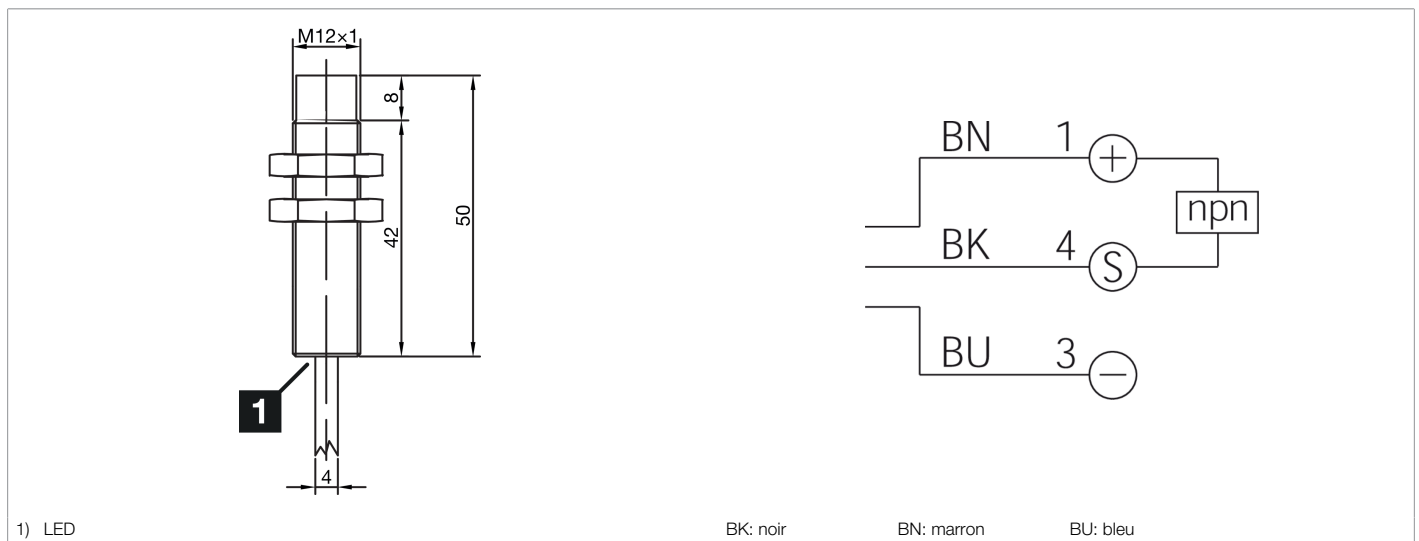 M12×1
8
42
50
1
4
BN 1 +
npn
BK 4 S
BU 3 −
1) LED
BK: noir BN: marron BU: bleu